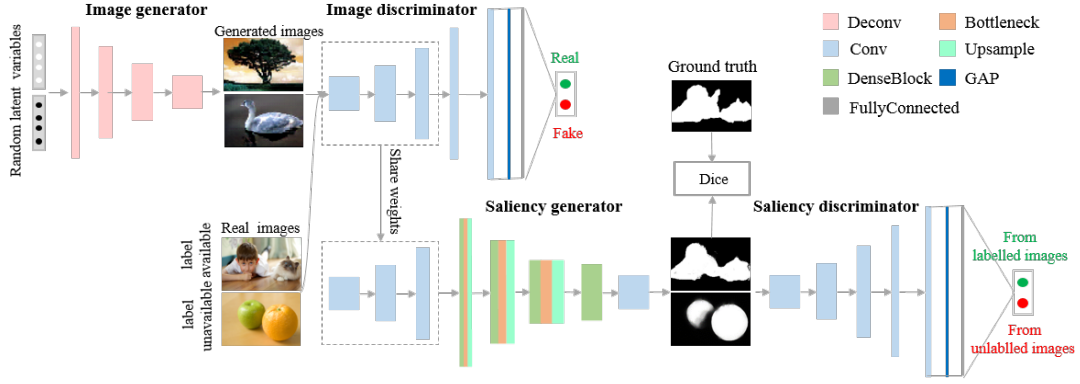 Image generator
Image discriminator
Random latent variables
Generated images
Real
Fake
Ground truth
Deconv
Bottleneck
Conv
Upsample
DenseBlock
GAP
FullyConnected
Share weights
Dice
Saliency generator
Saliency discriminator
Real images
label
available
label
unavailable
From
labelled images
From
unlablled images